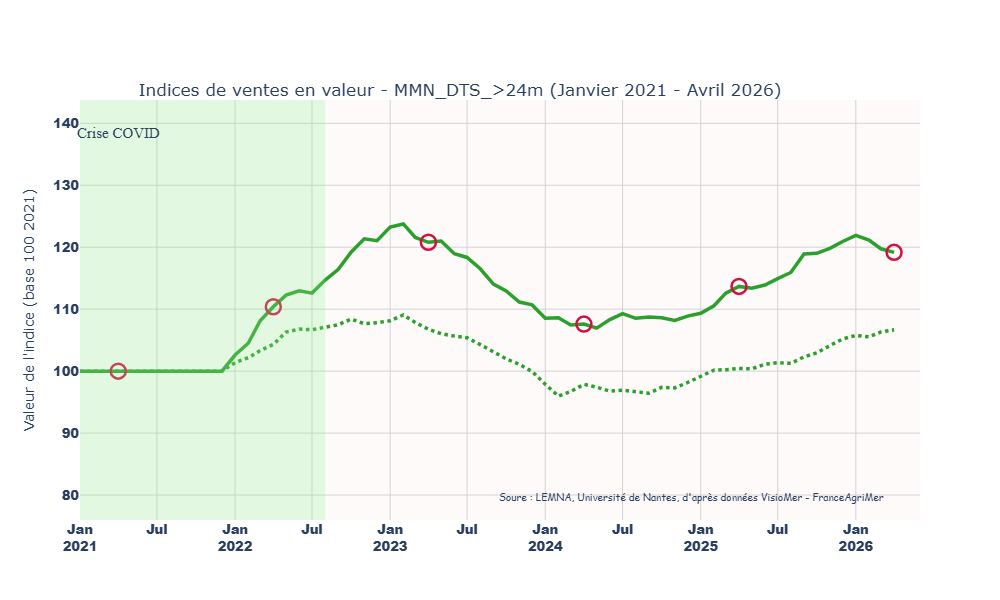 Indices de ventes en valeur - MMN_DTS_>24m (Janvier 2021 - Avril 2026)
Valeur de l'indice (base 100 2021)
140
Crise COVID
130
120
110
100
90
80
Soure : LEMNA, Université de Nantes, d'après données VisioMer - FranceAgriMer
Jan Jul Jan Jul Jan Jul Jan Jul Jan Jul Jan
2021 2022 2023 2024 2025 2026